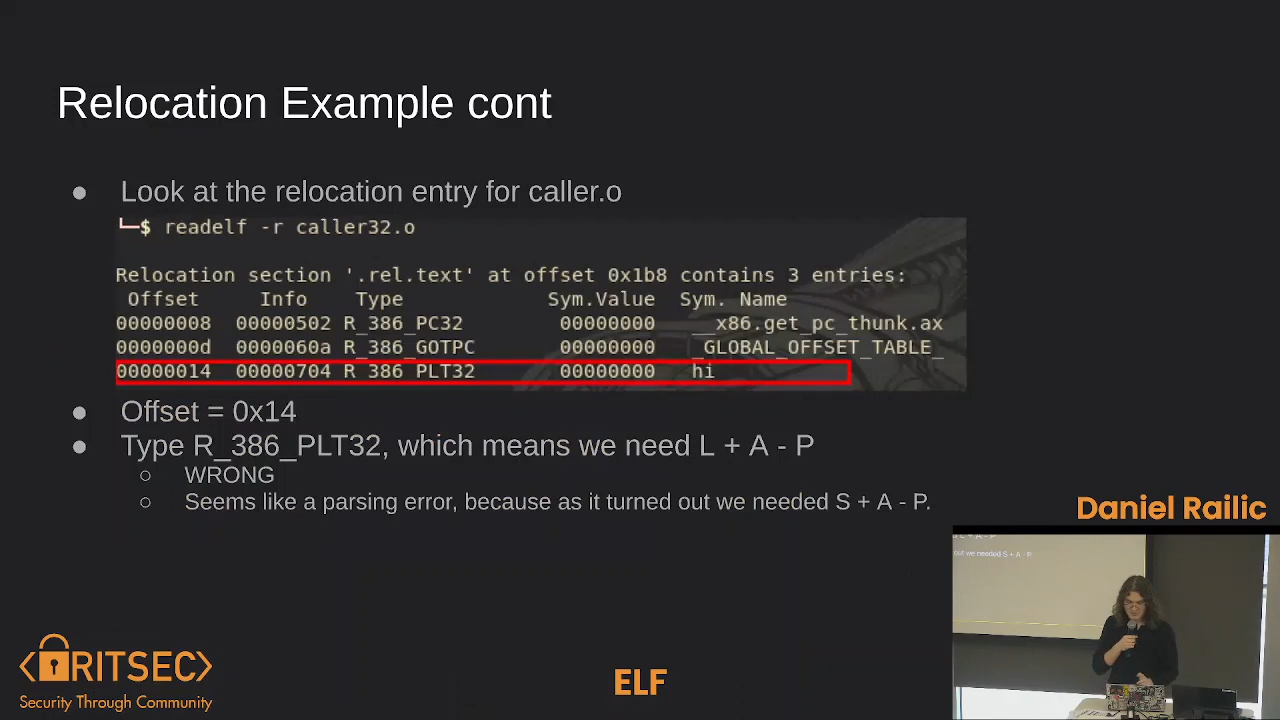 Relocation Example cont
● Look at the relocation entry for caller.o
└─$ readelf -r caller32.o
Relocation section '.rel.text' at offset 0x1b8 contains 3 entries:
Offset Info Type Sym.Value Sym. Name
00000008 00000502 R_386_PC32 00000000 __x86.get_pc_thunk.ax
0000000d 0000060a R_386_GOTPC 00000000 _GLOBAL_OFFSET_TABLE_
00000014 00000704 R_386_PLT32 00000000 hi
● Offset = 0x14
● Type R_386_PLT32, which means we need L + A - P
○ WRONG
○ Seems like a parsing error, because as it turned out we needed S + A - P.
Daniel Railic
out we needed S + A - P
RITSEC
Security Through Community
ELF